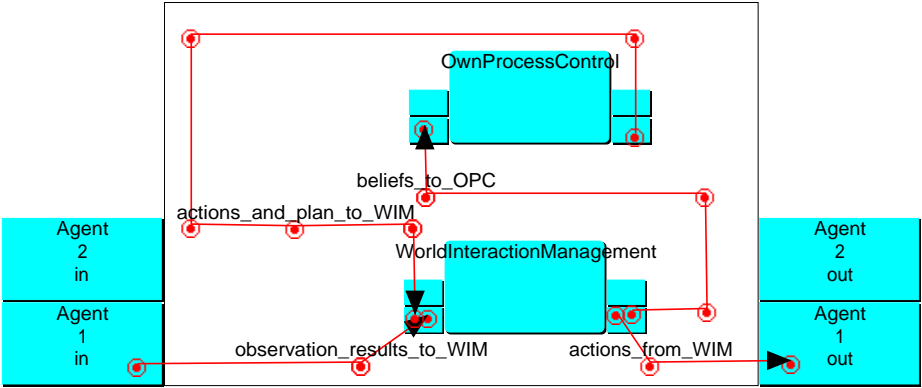 OwnProcessControl
beliefs_to_OPC
actions_and_plan_to_WIM
Agent
2
in
WorldInteractionManagement
Agent
2
out
Agent
1
in
observation_results_to_WIM
actions_from_WIM
Agent
1
out